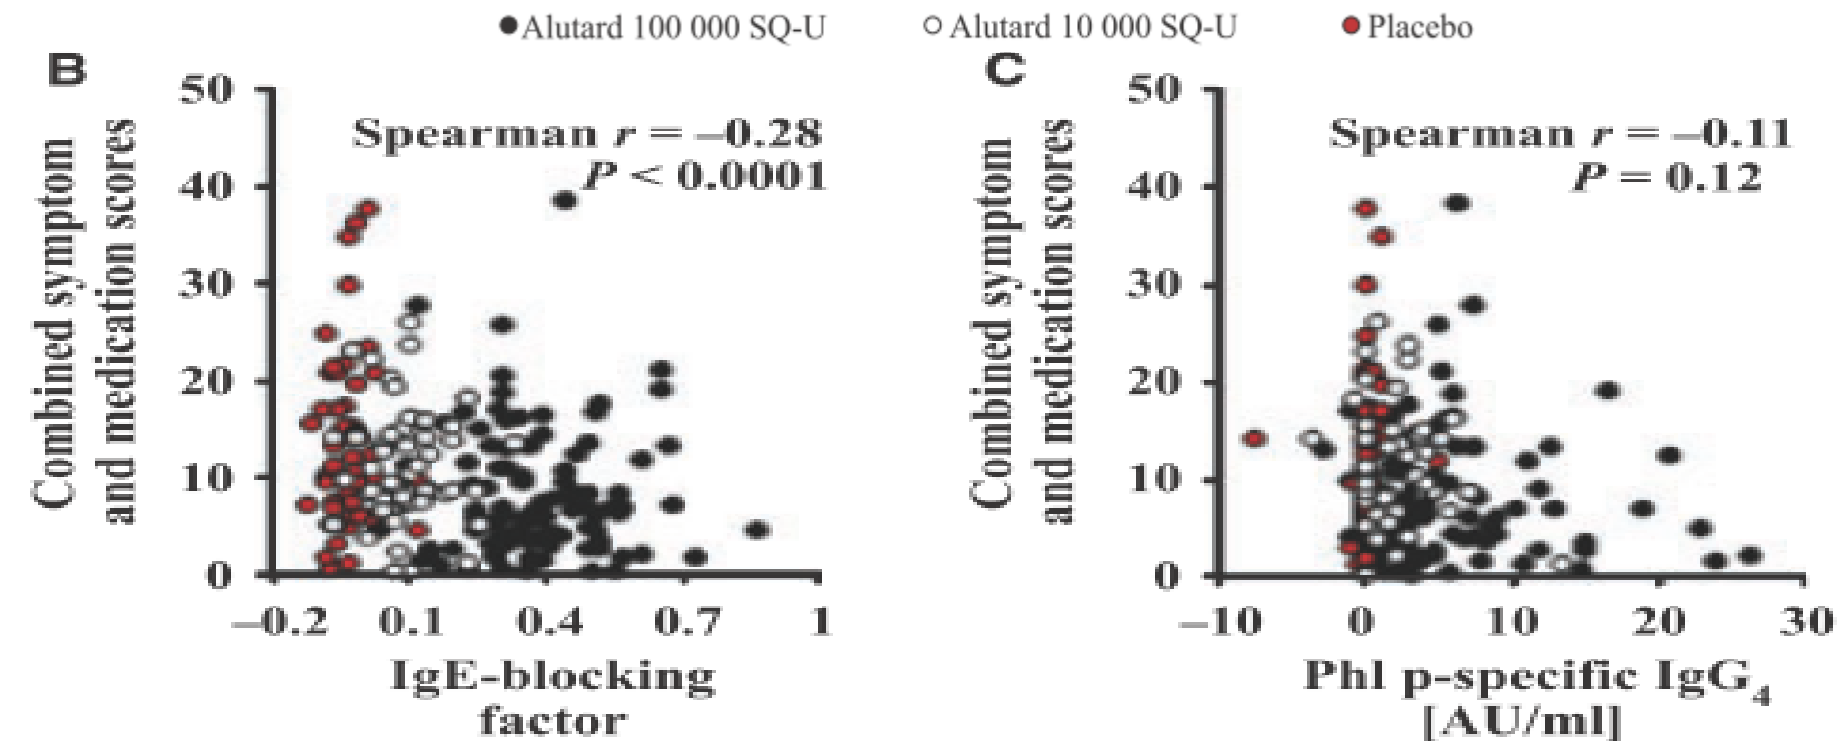 Alutard 100 000 SQ-U Alutard 10 000 SQ-U Placebo
B
50
40
30
20
10
0
Combined symptom
and medication scores
Spearman r = –0.28
P < 0.0001
–0.2 0.1 0.4 0.7 1
IgE-blocking
factor
C
50
40
30
20
10
0
Combined symptom
and medication scores
Spearman r = –0.11
P = 0.12
–10 0 10 20 30
Phl p-specific IgG4
[AU/ml]